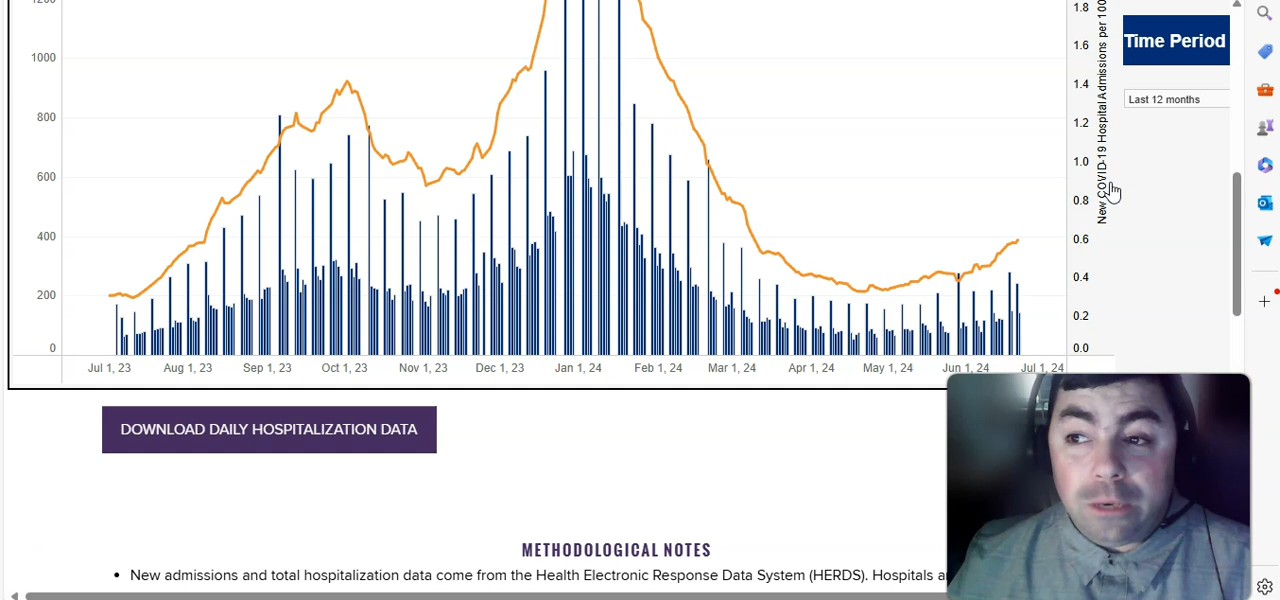 1200
1000
800
600
400
200
0
1.8
1.6
1.4
1.2
1.0
0.8
0.6
0.4
0.2
0.0
New COVID-19 Hospital Admissions per 100
Jul 1, 23 Aug 1, 23 Sep 1, 23 Oct 1, 23 Nov 1, 23 Dec 1, 23 Jan 1, 24 Feb 1, 24 Mar 1, 24 Apr 1, 24 May 1, 24 Jun 1, 24 Jul 1, 24
Time Period
Last 12 months
DOWNLOAD DAILY HOSPITALIZATION DATA
METHODOLOGICAL NOTES
• New admissions and total hospitalization data come from the Health Electronic Response Data System (HERDS). Hospitals